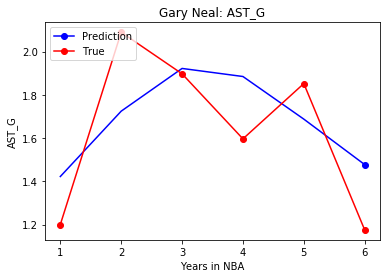 Gary Neal: AST_G
Prediction
True
AST_G
2.0
1.8
1.6
1.4
1.2
1 2 3 4 5 6
Years in NBA